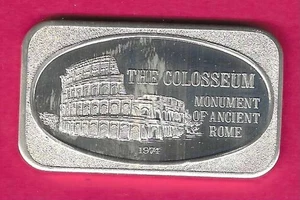 THE COLOSSEUM
MONUMENT
OF ANCIENT
ROME
1974